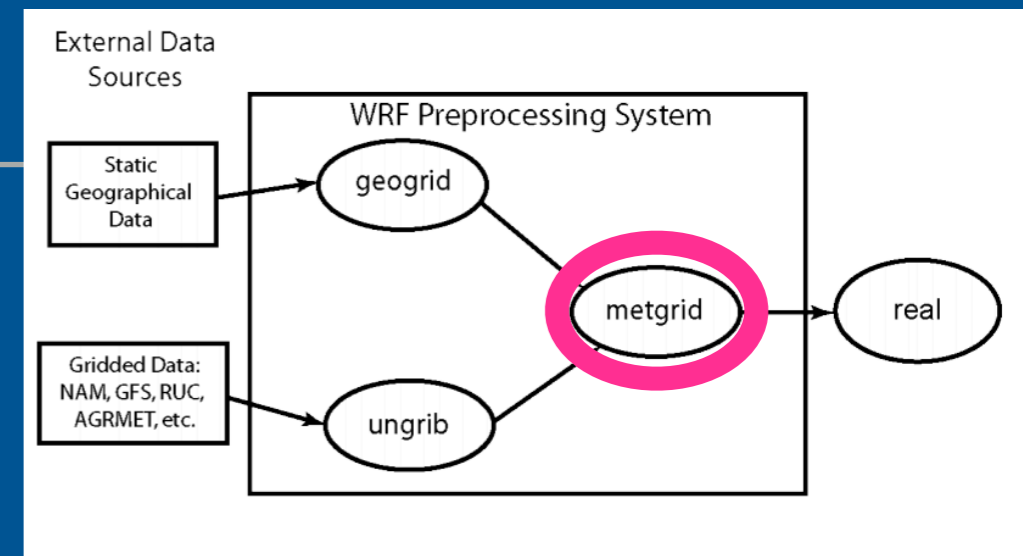 External Data
Sources
WRF Preprocessing System
Static
Geographical
Data
geogrid
metgrid
real
Gridded Data:
NAM, GFS, RUC,
AGRMET, etc.
ungrib